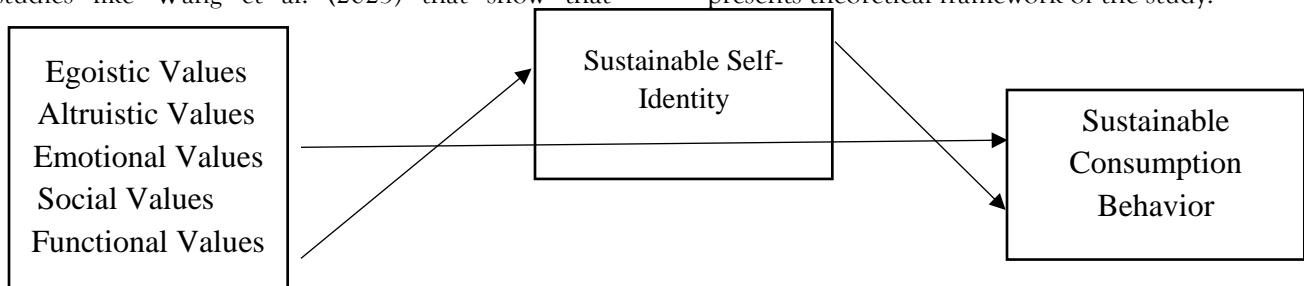 studies like Wang et al. (2023) that show that
presents theoretical framework of the study.
Egoistic Values
Altruistic Values
Emotional Values
Social Values
Functional Values
Sustainable Self-
Identity
Sustainable
Consumption
Behavior